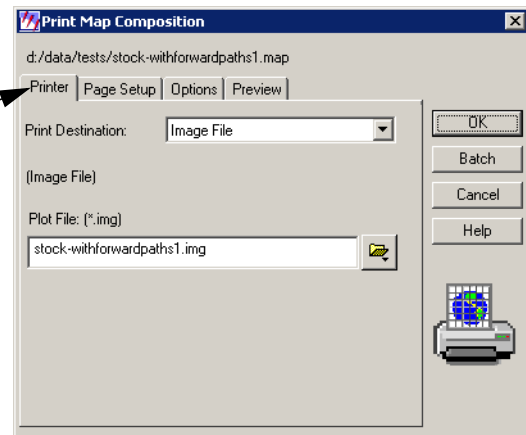 Print Map Composition
d:/data/tests/stock-withforwardpaths1.map
Printer Page Setup Options Preview
Print Destination: Image File
OK
Batch
(Image File)
Cancel
Plot File: (*.img)
Help
stock-withforwardpaths1.img